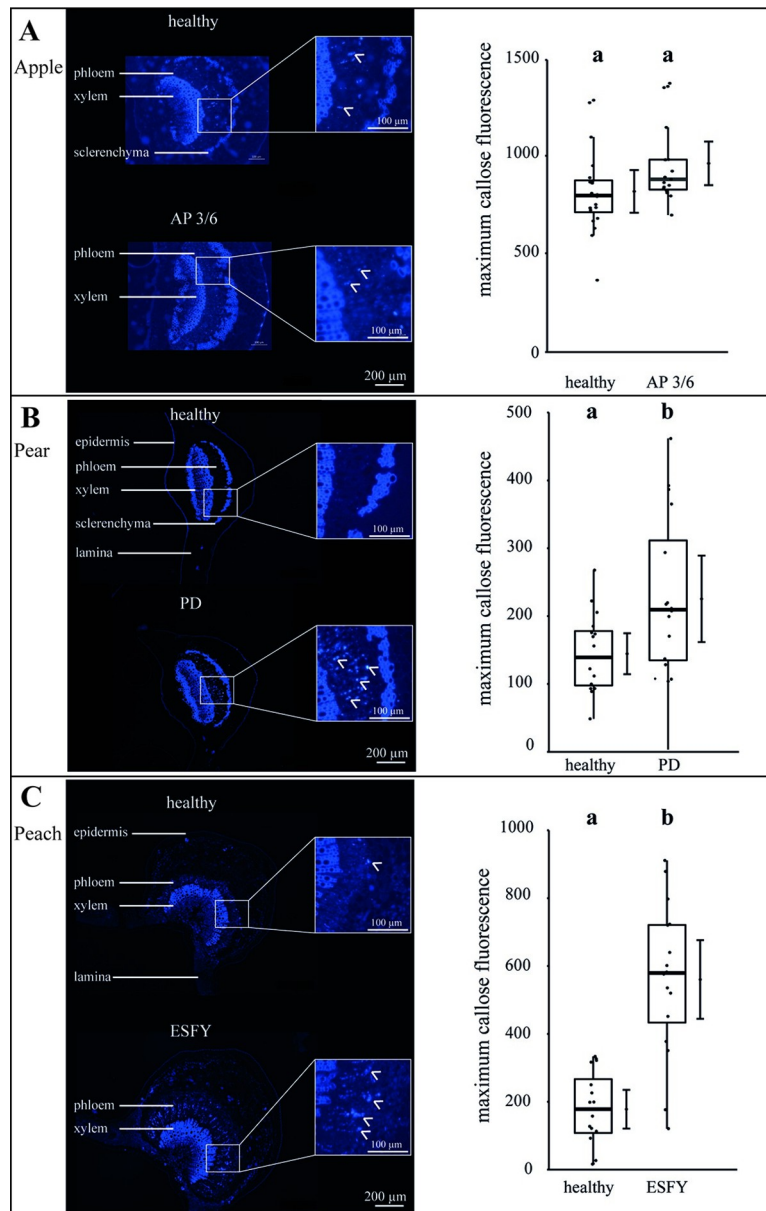 A
Apple
healthy
phloem
xylem
sclerenchyma
100 µm
AP 3/6
phloem
xylem
100 µm
200 µm
maximum callose fluorescence
1500
1000
500
0
a a
healthy AP 3/6
B
Pear
healthy
epidermis
phloem
xylem
sclerenchyma
lamina
100 µm
PD
100 µm
200 µm
maximum callose fluorescence
500
400
300
200
100
0
a b
healthy PD
C
Peach
healthy
epidermis
phloem
xylem
lamina
100 µm
ESFY
phloem
xylem
100 µm
200 µm
maximum callose fluorescence
1000
800
600
400
200
0
a b
healthy ESFY